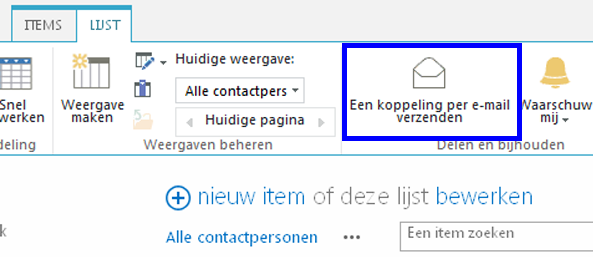 ITEMS LIJST
Huidige weergave:
Snel
werken
Weergave
maken
Alle contactpers
Huidige pagina
Een koppeling per e-mail
verzenden
Waarschuw
mij
deling
Weergaven beheren
Delen en bijhouden
nieuw item of deze lijst bewerken
k
Alle contactpersonen ...
Een item zoeken